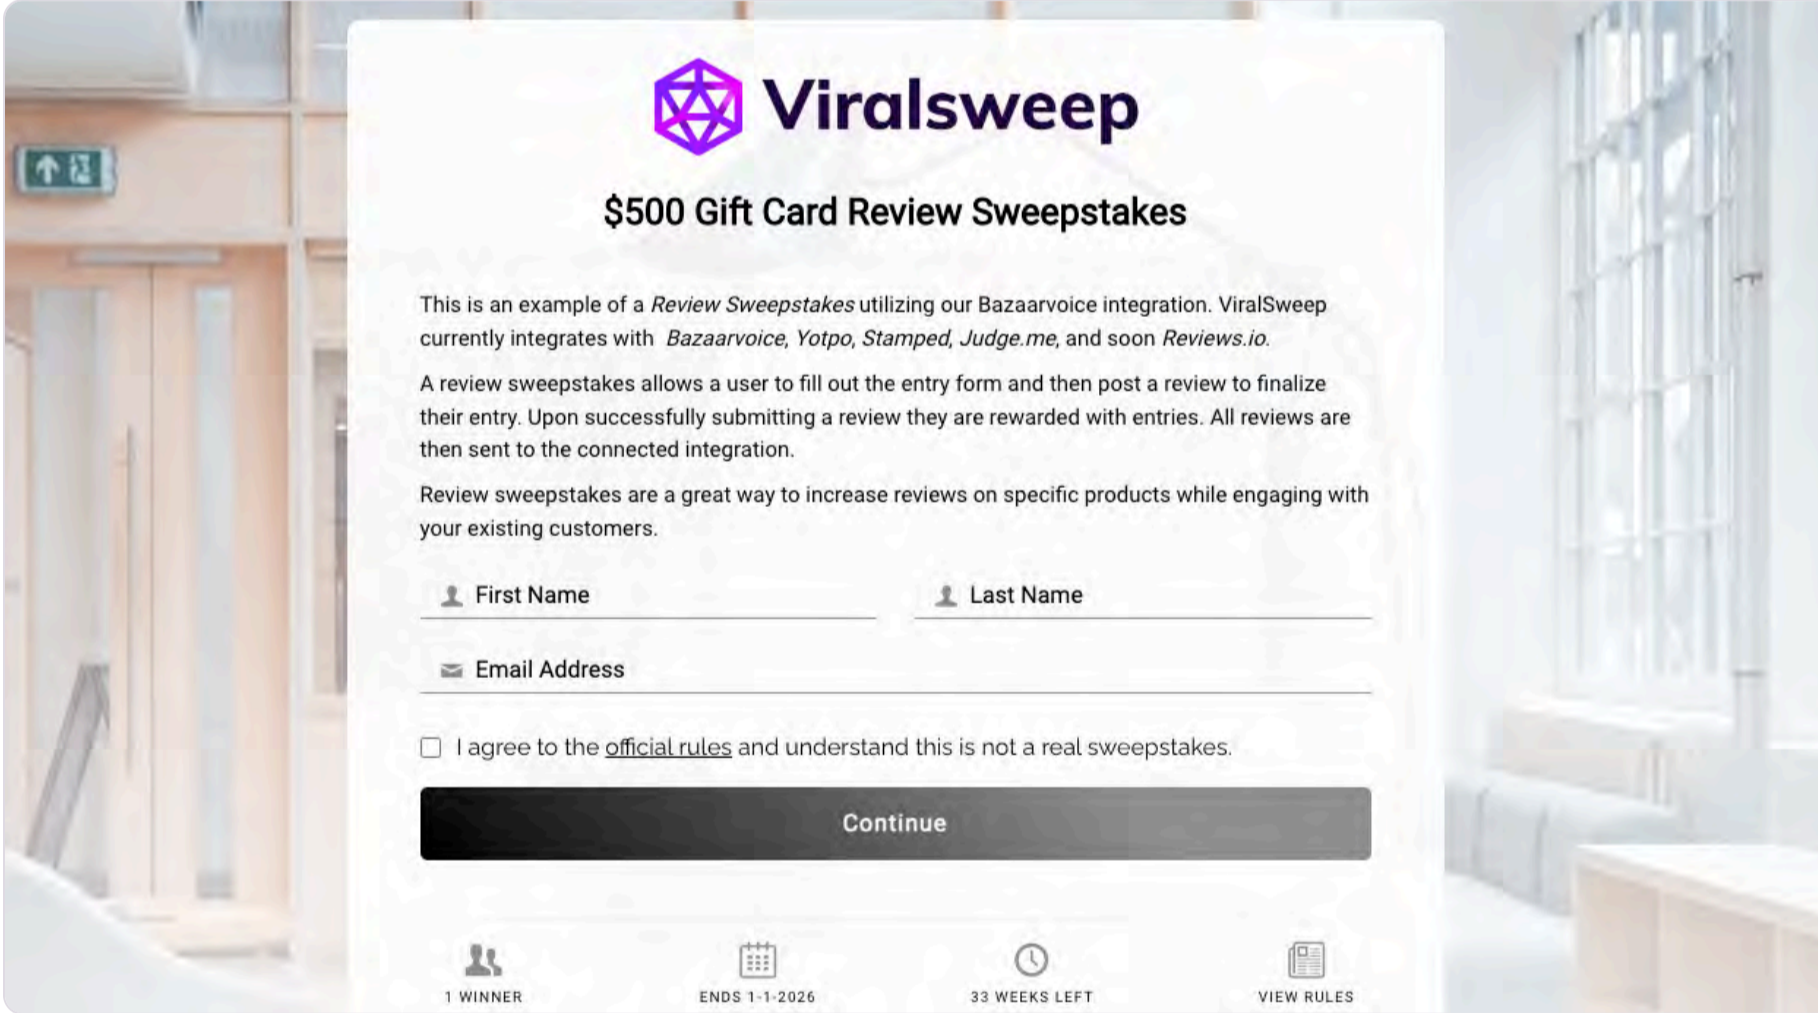 Viralsweep
$500 Gift Card Review Sweepstakes
This is an example of a Review Sweepstakes utilizing our Bazaarvoice integration. ViralSweep
currently integrates with Bazaarvoice, Yotpo, Stamped, Judge.me, and soon Reviews.io.
A review sweepstakes allows a user to fill out the entry form and then post a review to finalize
their entry. Upon successfully submitting a review they are rewarded with entries. All reviews are
then sent to the connected integration.
Review sweepstakes are a great way to increase reviews on specific products while engaging with
your existing customers.
First Name Last Name
Email Address
I agree to the official rules and understand this is not a real sweepstakes.
Continue
1 WINNER ENDS 1-1-2026 33 WEEKS LEFT VIEW RULES